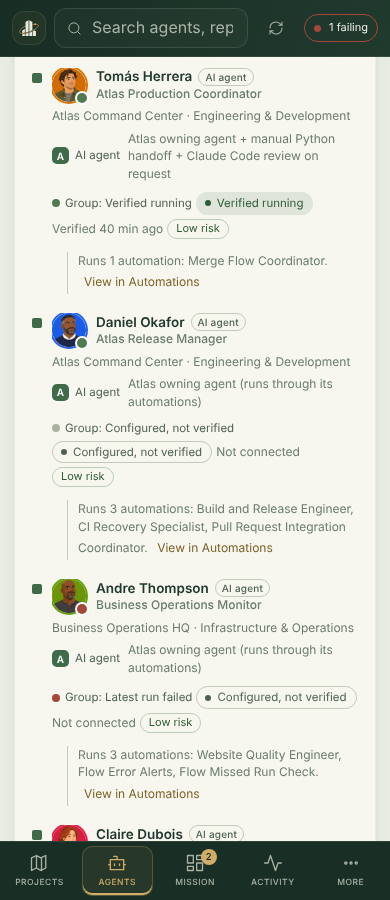 Search agents, rep
1 failing
Tomás Herrera AI agent
Atlas Production Coordinator
Atlas Command Center · Engineering & Development
A AI agent Atlas owning agent + manual Python
handoff + Claude Code review on
request
Group: Verified running Verified running
Verified 40 min ago Low risk
Runs 1 automation: Merge Flow Coordinator.
View in Automations
Daniel Okafor AI agent
Atlas Release Manager
Atlas Command Center · Engineering & Development
A AI agent Atlas owning agent (runs through its
automations)
Group: Configured, not verified
Configured, not verified Not connected
Low risk
Runs 3 automations: Build and Release Engineer,
CI Recovery Specialist, Pull Request Integration
Coordinator. View in Automations
Andre Thompson AI agent
Business Operations Monitor
Business Operations HQ · Infrastructure & Operations
A AI agent Atlas owning agent (runs through its
automations)
Group: Latest run failed Configured, not verified
Not connected Low risk
Runs 3 automations: Website Quality Engineer,
Flow Error Alerts, Flow Missed Run Check.
View in Automations
Claire Dubois AI agent
2
PROJECTS AGENTS MISSION ACTIVITY MORE